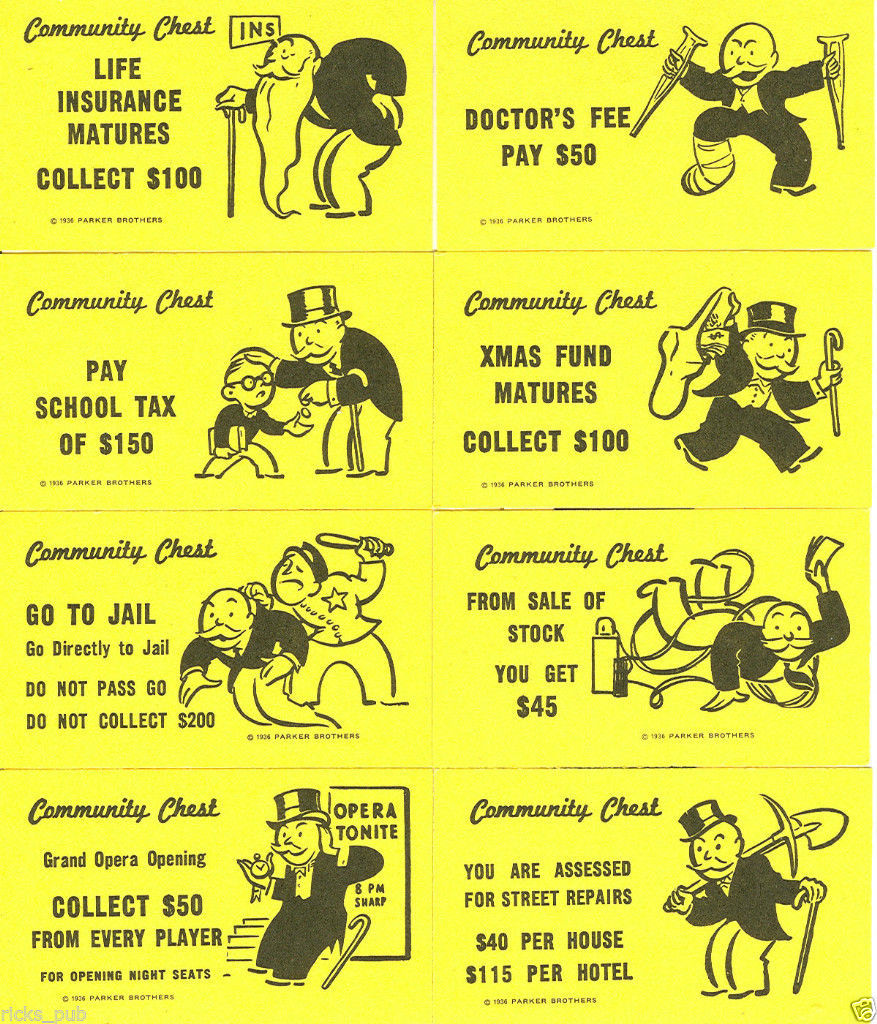 Community Chest
INS
LIFE
INSURANCE
MATURES
COLLECT $100
© 1936 PARKER BROTHERS
Community Chest
DOCTOR'S FEE
PAY $50
© 1936 PARKER BROTHERS
Community Chest
PAY
SCHOOL TAX
OF $150
© 1936 PARKER BROTHERS
Community Chest
$
XMAS FUND
MATURES
COLLECT $100
© 1936 PARKER BROTHERS
Community Chest
GO TO JAIL
Go Directly to Jail
DO NOT PASS GO
DO NOT COLLECT $200
© 1936 PARKER BROTHERS
Community Chest
FROM SALE OF
STOCK
YOU GET
$45
© 1936 PARKER BROTHERS
Community Chest
OPERA
TONITE
8 PM
SHARP
Grand Opera Opening
COLLECT $50
FROM EVERY PLAYER
FOR OPENING NIGHT SEATS
© 1936 PARKER BROTHERS
Community Chest
YOU ARE ASSESSED
FOR STREET REPAIRS
$40 PER HOUSE
$115 PER HOTEL
© 1936 PARKER BROTHERS
ricks_pub